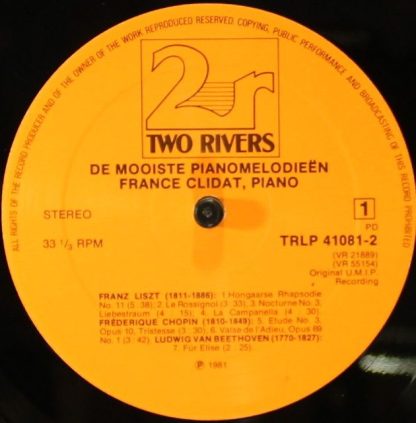 ALL RIGHTS OF THE RECORD PRODUCER AND OF THE OWNER OF THE WORK REPRODUCED RESERVED. COPYING, PUBLIC PERFORMANCE AND BROADCASTING OF THIS RECORD PROHIBITED
2r
TWO RIVERS
DE MOOISTE PIANOMELODIEËN
FRANCE CLIDAT, PIANO
STEREO
1
PD
33 1/3 RPM
TRLP 41081-2
(VR 21889)
(VR 55154)
Original U.M.I.P.
Recording
FRANZ LISZT (1811-1886): 1. Hongaarse Rhapsodie
No. 11 (5 . 38) 2. Le Rossignol (3 . 33) 3. Nocturne No. 3,
Liebestraum (4 . 15) 4. La Campanella (4 . 30).
FRÉDERIQUE CHOPIN (1810-1849): 5. Etude No. 3,
Opus 10, Tristesse (3 . 30) 6. Valse de l'Adieu, Opus 69
No. 1 (3 . 42) LUDWIG VAN BEETHOVEN (1770-1827):
7. Für Elise (2 . 25).
℗ 1981